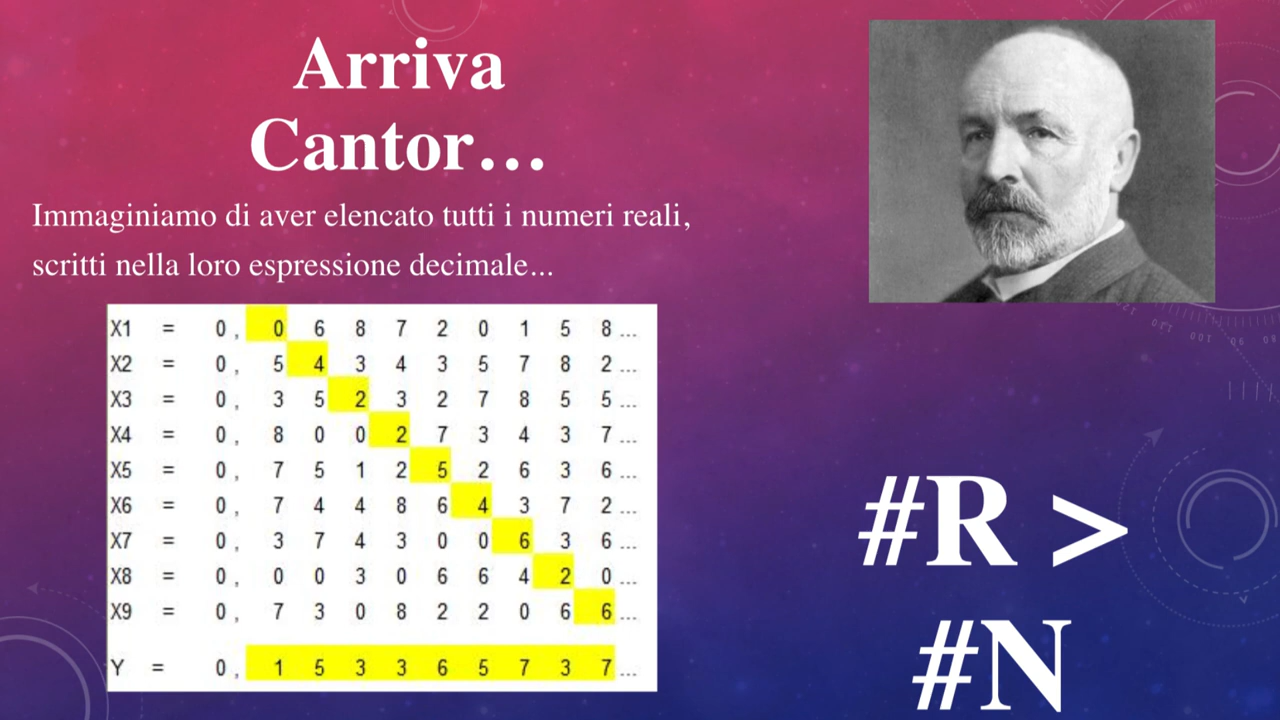 Arriva
Cantor…
Immaginiamo di aver elencato tutti i numeri reali,
scritti nella loro espressione decimale...
X1 = 0, 0 6 8 7 2 0 1 5 8 ...
X2 = 0, 5 4 3 4 3 5 7 8 2 ...
X3 = 0, 3 5 2 3 2 7 8 5 5 ...
X4 = 0, 8 0 0 2 7 3 4 3 7 ...
X5 = 0, 7 5 1 2 5 2 6 3 6 ...
X6 = 0, 7 4 4 8 6 4 3 7 2 ...
X7 = 0, 3 7 4 3 0 0 6 3 6 ...
X8 = 0, 0 0 3 0 6 6 4 2 0 ...
X9 = 0, 7 3 0 8 2 2 0 6 6 ...
Y = 0, 1 5 3 3 6 5 7 3 7 ...
#R >
#N